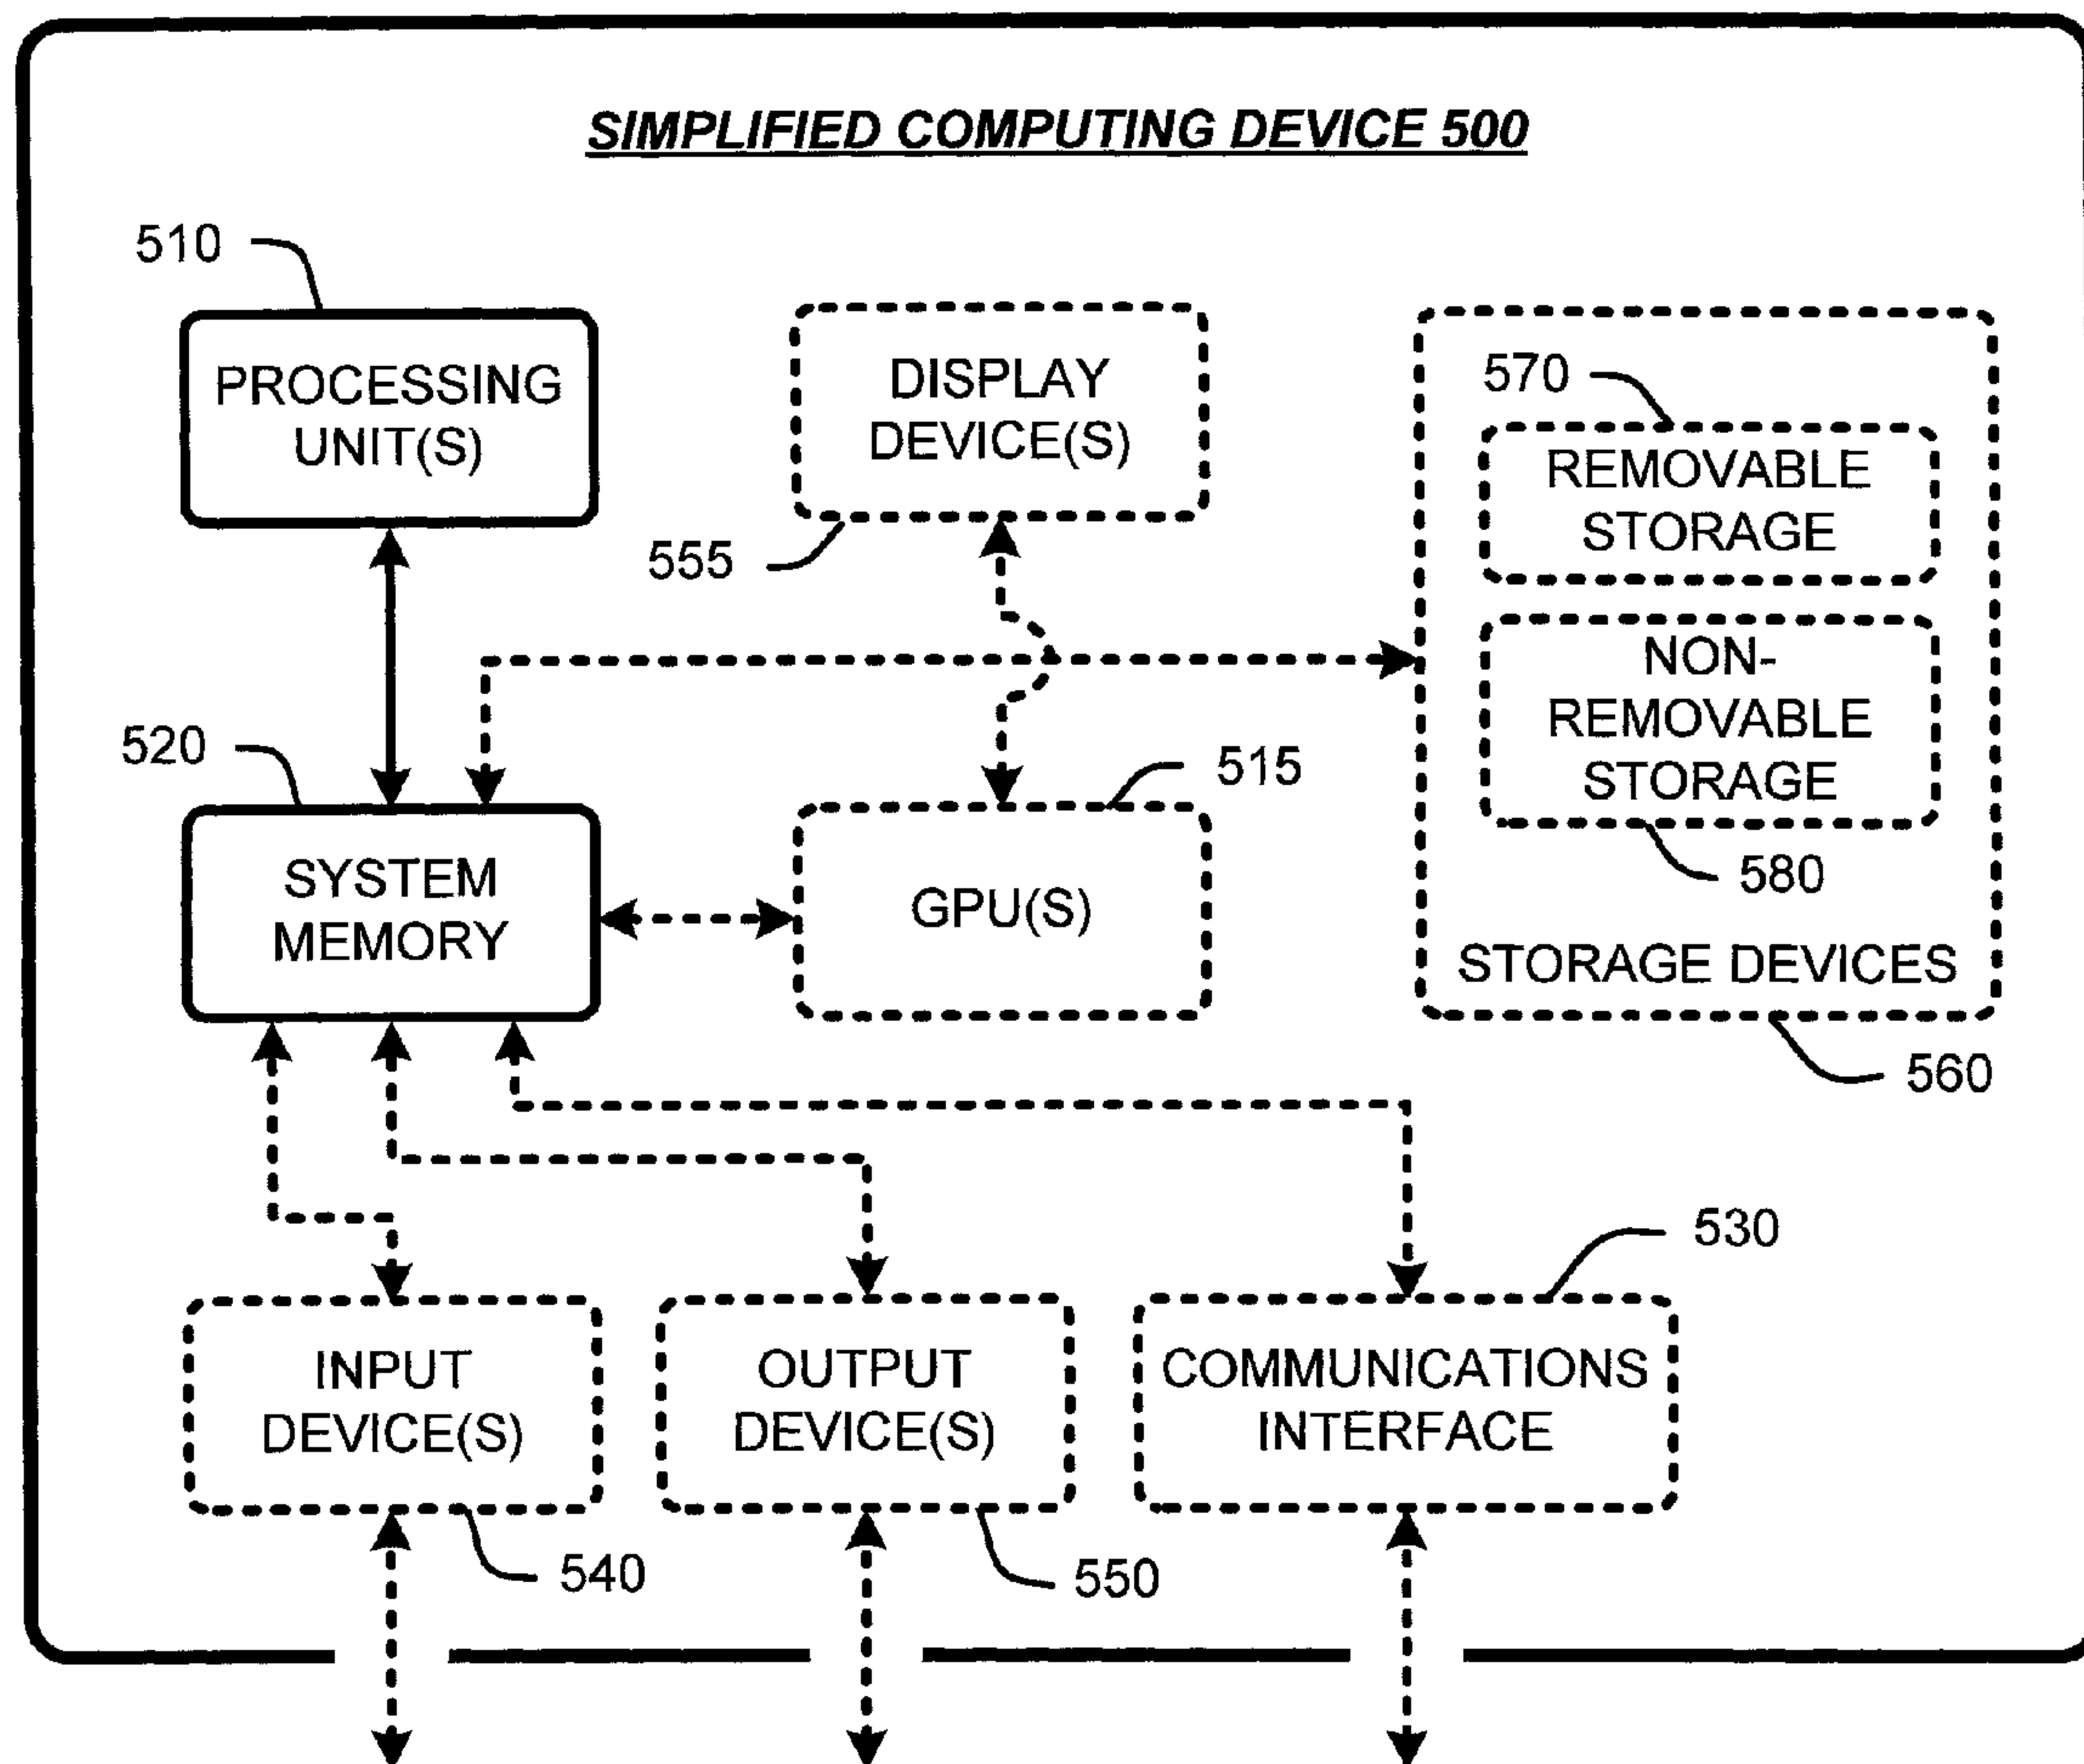 SIMPLIFIED COMPUTING DEVICE 500
510
PROCESSING
UNIT(S)
DISPLAY
DEVICE(S)
555
570
REMOVABLE
STORAGE
NON-
REMOVABLE
STORAGE
580
STORAGE DEVICES
560
520
SYSTEM
MEMORY
515
GPU(S)
530
INPUT
DEVICE(S)
540
OUTPUT
DEVICE(S)
550
COMMUNICATIONS
INTERFACE